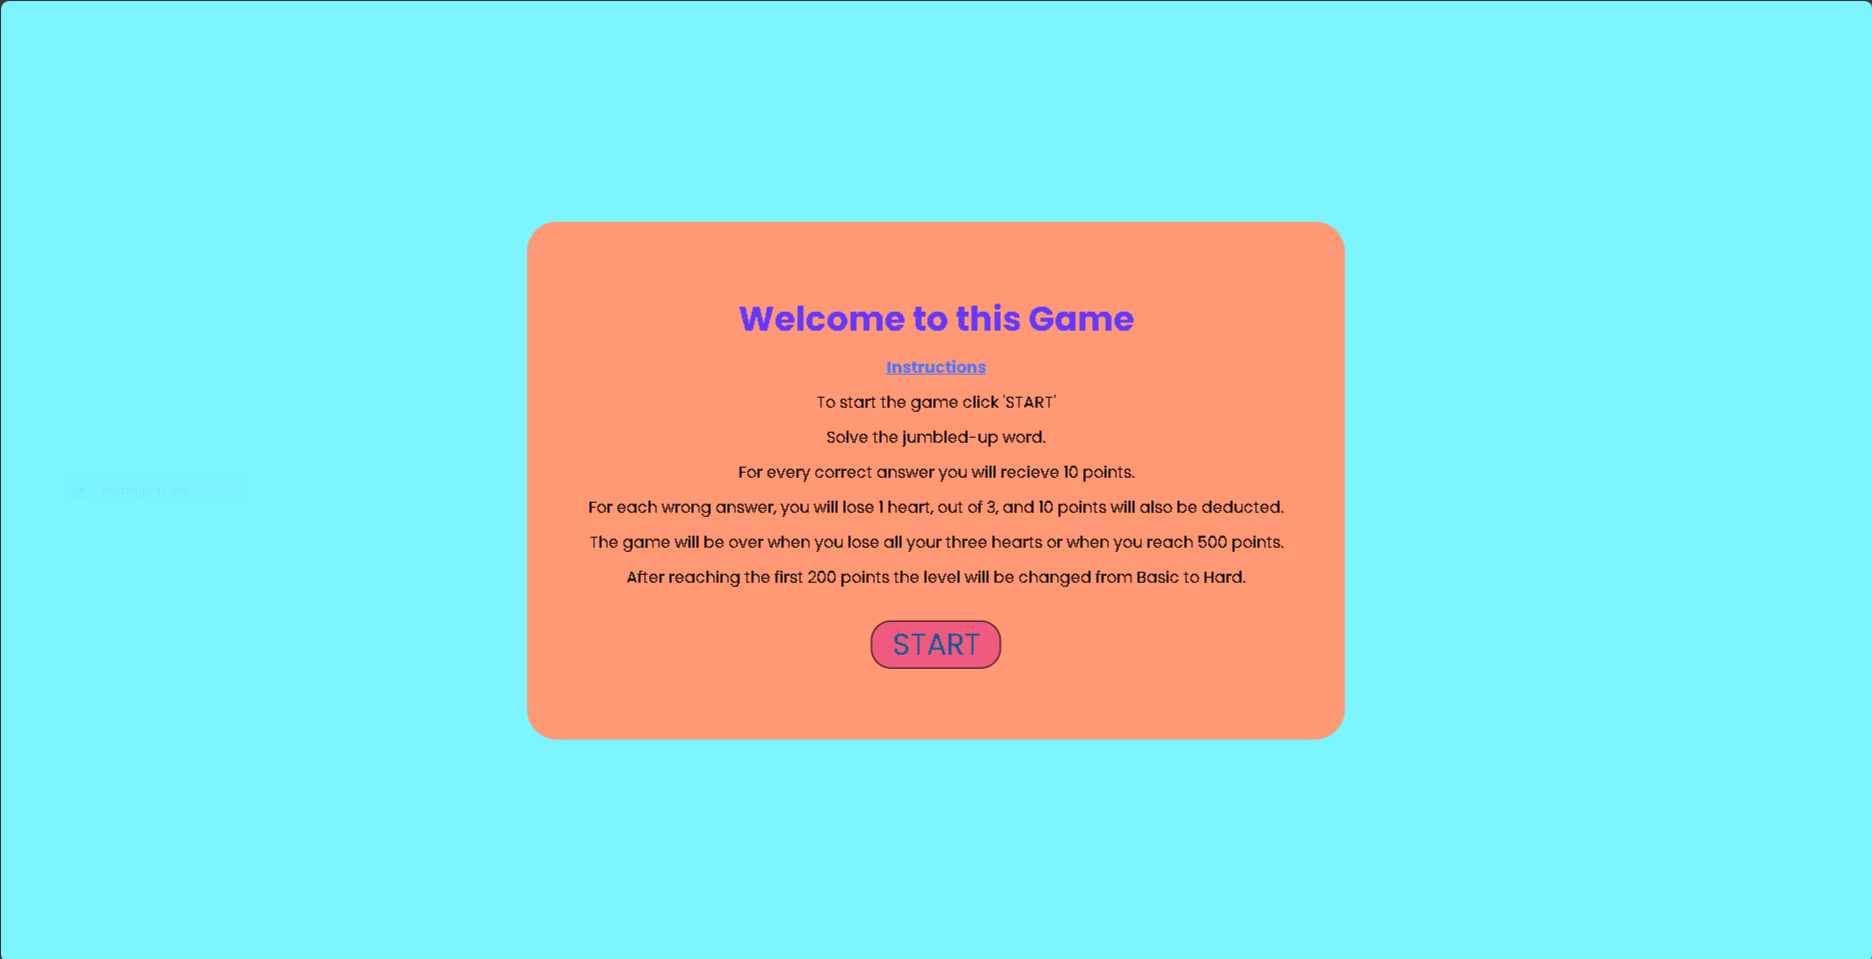 Welcome to this Game
Instructions
To start the game click 'START'
Solve the jumbled-up word.
For every correct answer you will recieve 10 points.
For each wrong answer, you will lose 1 heart, out of 3, and 10 points will also be deducted.
Rectangular Snip
The game will be over when you lose all your three hearts or when you reach 500 points.
After reaching the first 200 points the level will be changed from Basic to Hard.
START